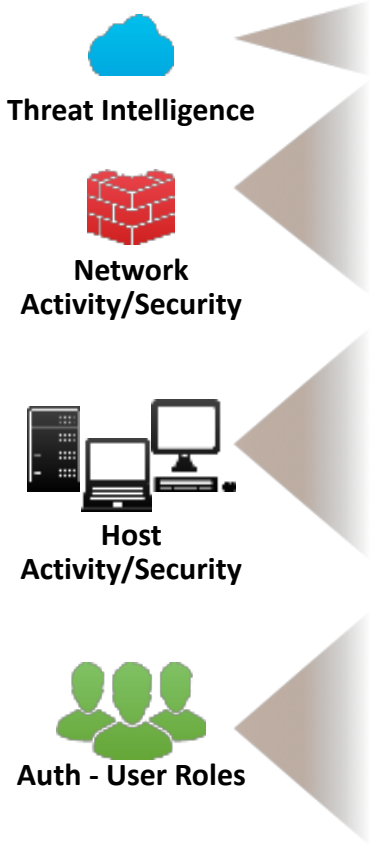 Threat Intelligence
Network
Activity/Security
Host
Activity/Security
Auth - User Roles